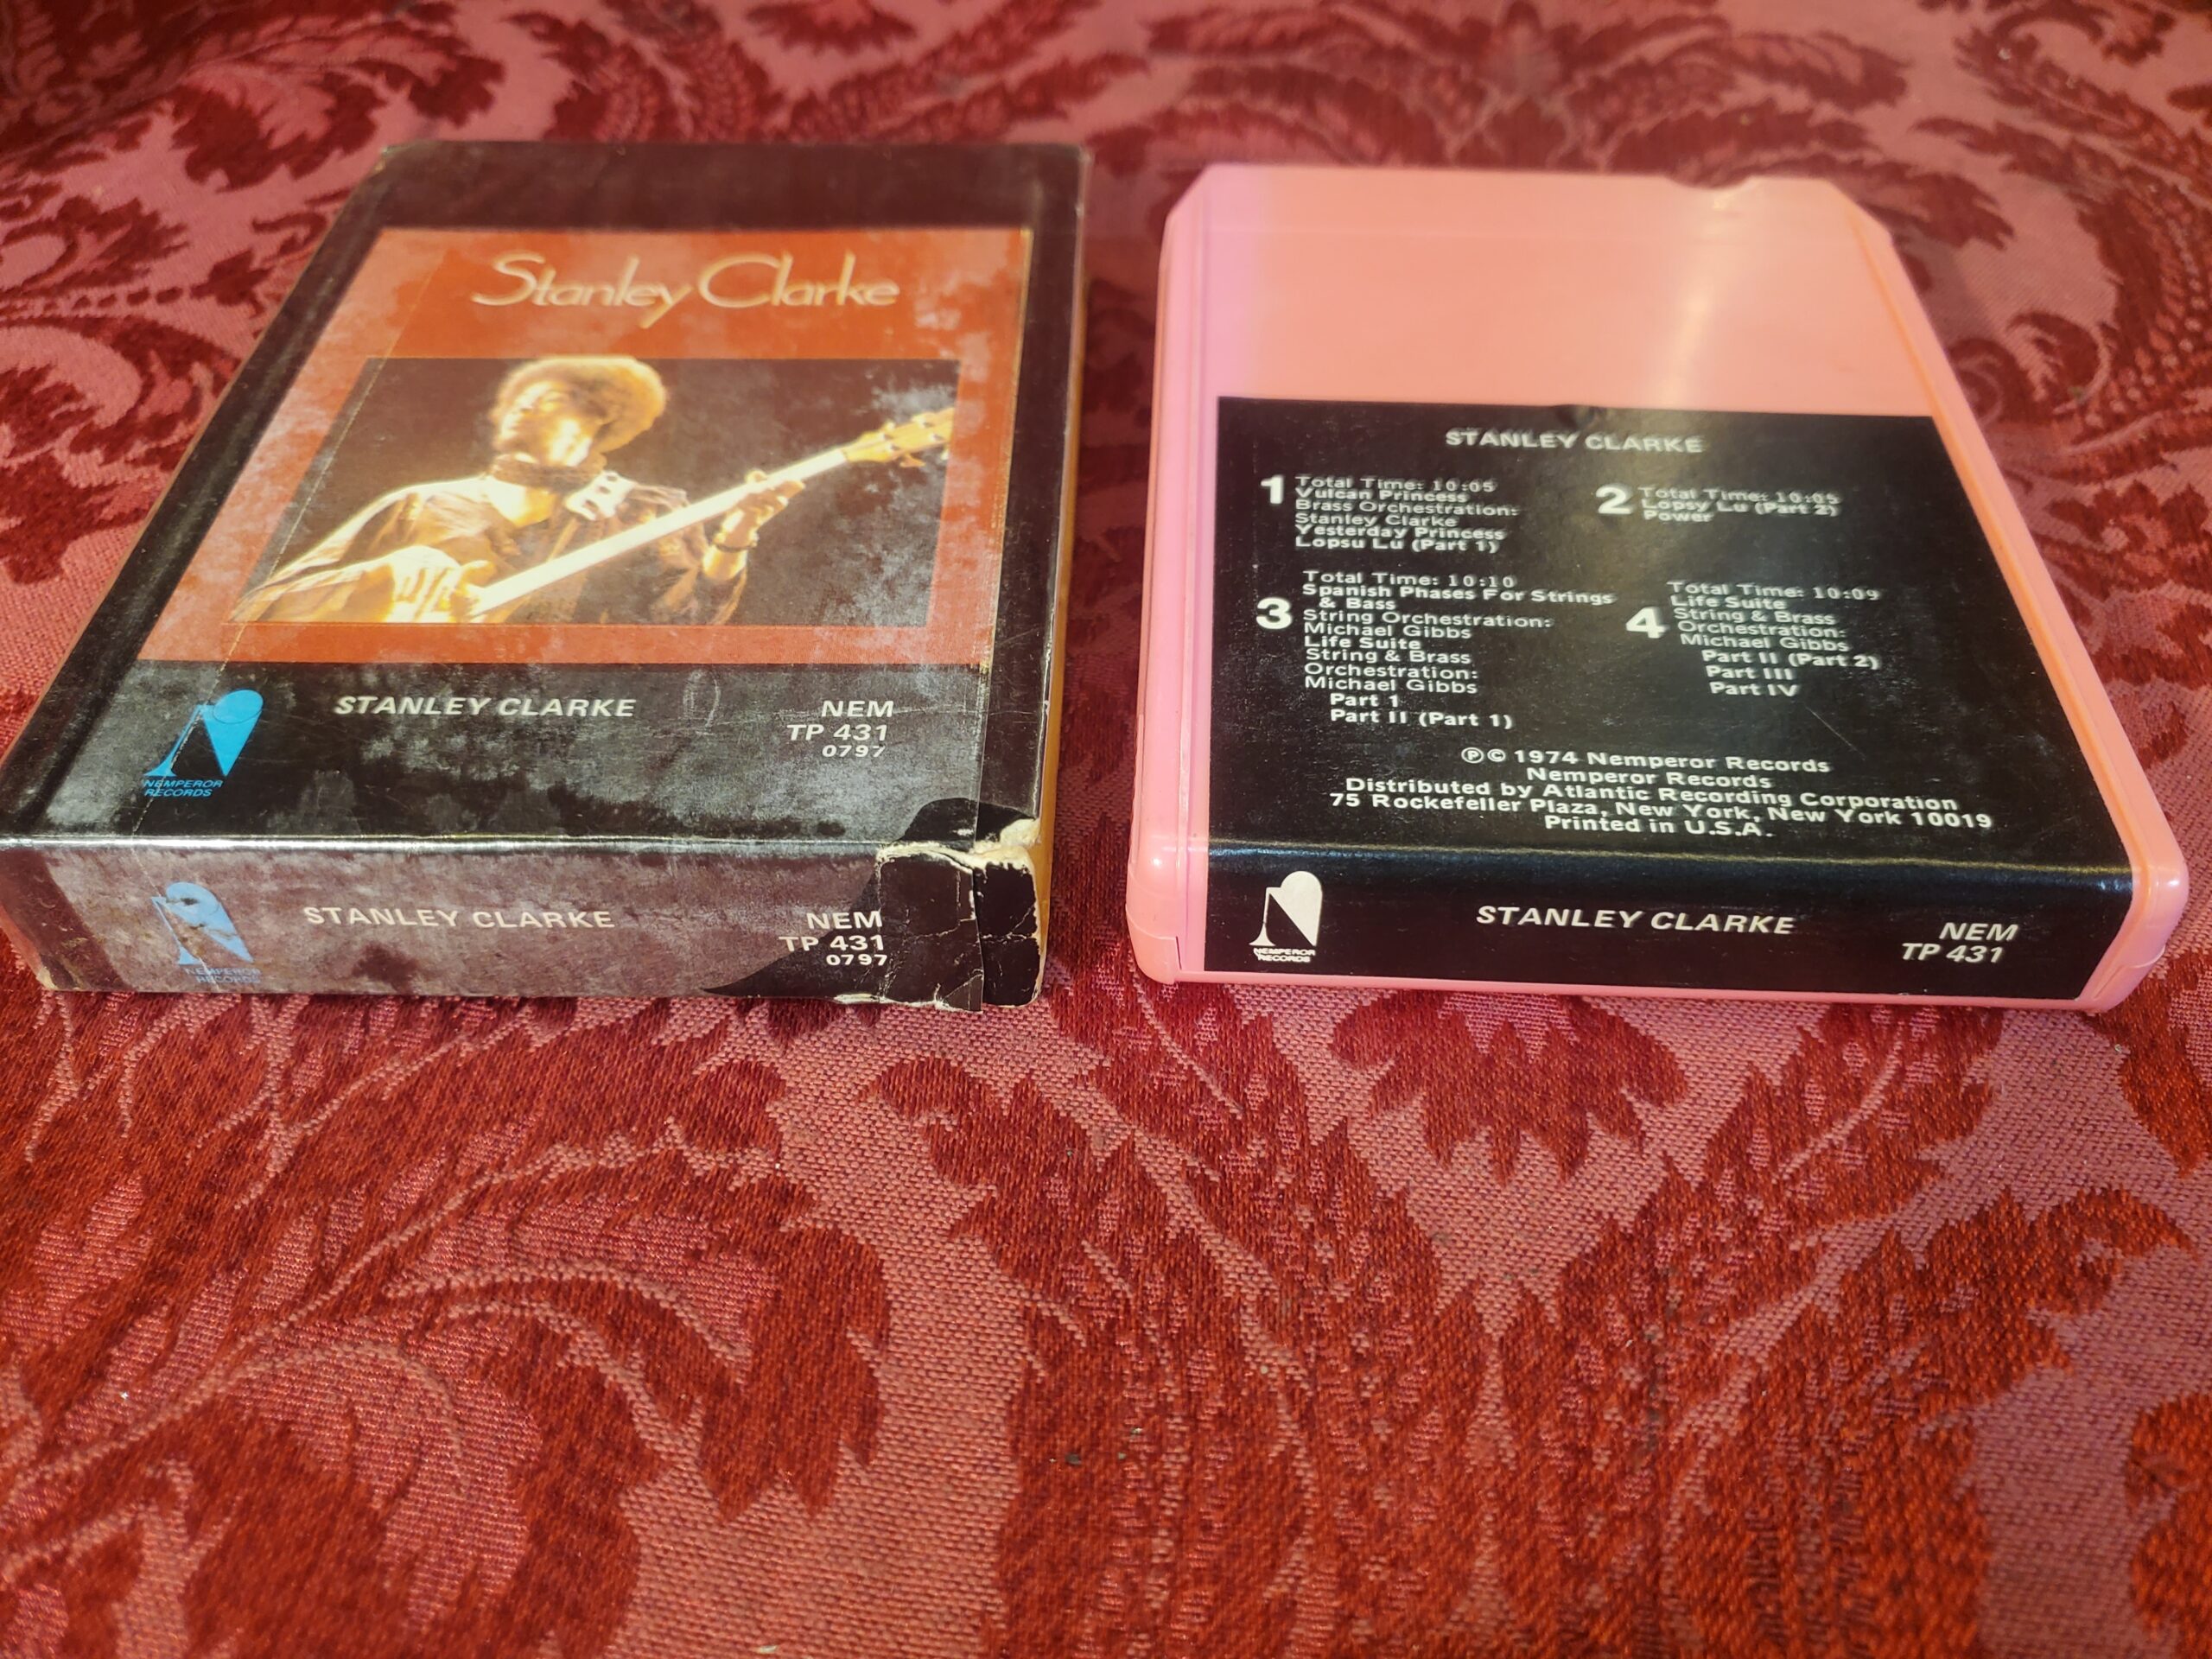 Stanley Clarke
STANLEY CLARKE
NEM
TP 431
0797
NEMPEROR
RECORDS
STANLEY CLARKE
NEM
TP 431
0797
NEMPEROR
RECORDS
STANLEY CLARKE
1
Total Time: 10:05
Vulcan Princess
Brass Orchestration:
Stanley Clarke
Yesterday Princess
Lopsu Lu (Part 1)
2
Total Time: 10:05
Lopsy Lu (Part 2)
Power
3
Total Time: 10:10
Spanish Phases For Strings
& Bass
String Orchestration:
Michael Gibbs
Life Suite
String & Brass
Orchestration:
Michael Gibbs
Part 1
Part II (Part 1)
4
Total Time: 10:09
Life Suite
String & Brass
Orchestration:
Michael Gibbs
Part II (Part 2)
Part III
Part IV
℗© 1974 Nemperor Records
Nemperor Records
Distributed by Atlantic Recording Corporation
75 Rockefeller Plaza, New York, New York 10019
Printed in U.S.A.
NEMPEROR
RECORDS
STANLEY CLARKE
NEM
TP 431